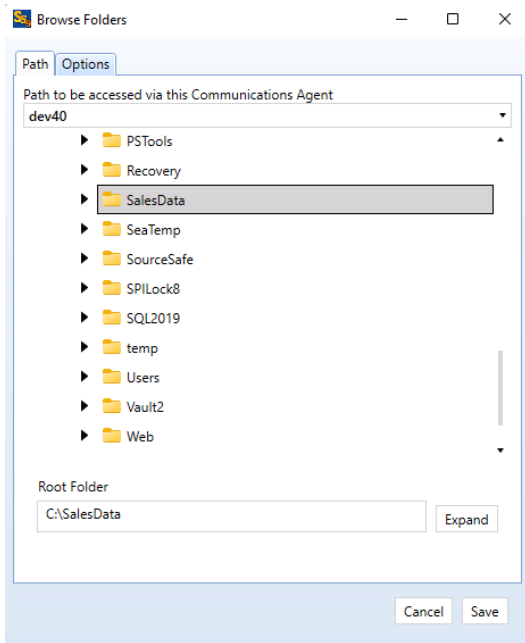 Browse Folders
Path Options
Path to be accessed via this Communications Agent
dev40
PSTools
Recovery
SalesData
SeaTemp
SourceSafe
SPILock8
SQL2019
temp
Users
Vault2
Web
Root Folder
C:\SalesData
Expand
Cancel Save